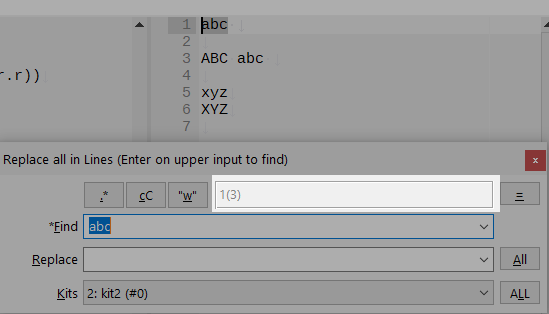 1 abc
2
3 ABC abc
r.r))
4
5 xyz
6 XYZ
7
Replace all in Lines (Enter on upper input to find)
x
.* cC "w" 1(3) =
*Find abc
Replace All
Kits 2: kit2 (#0) ALL